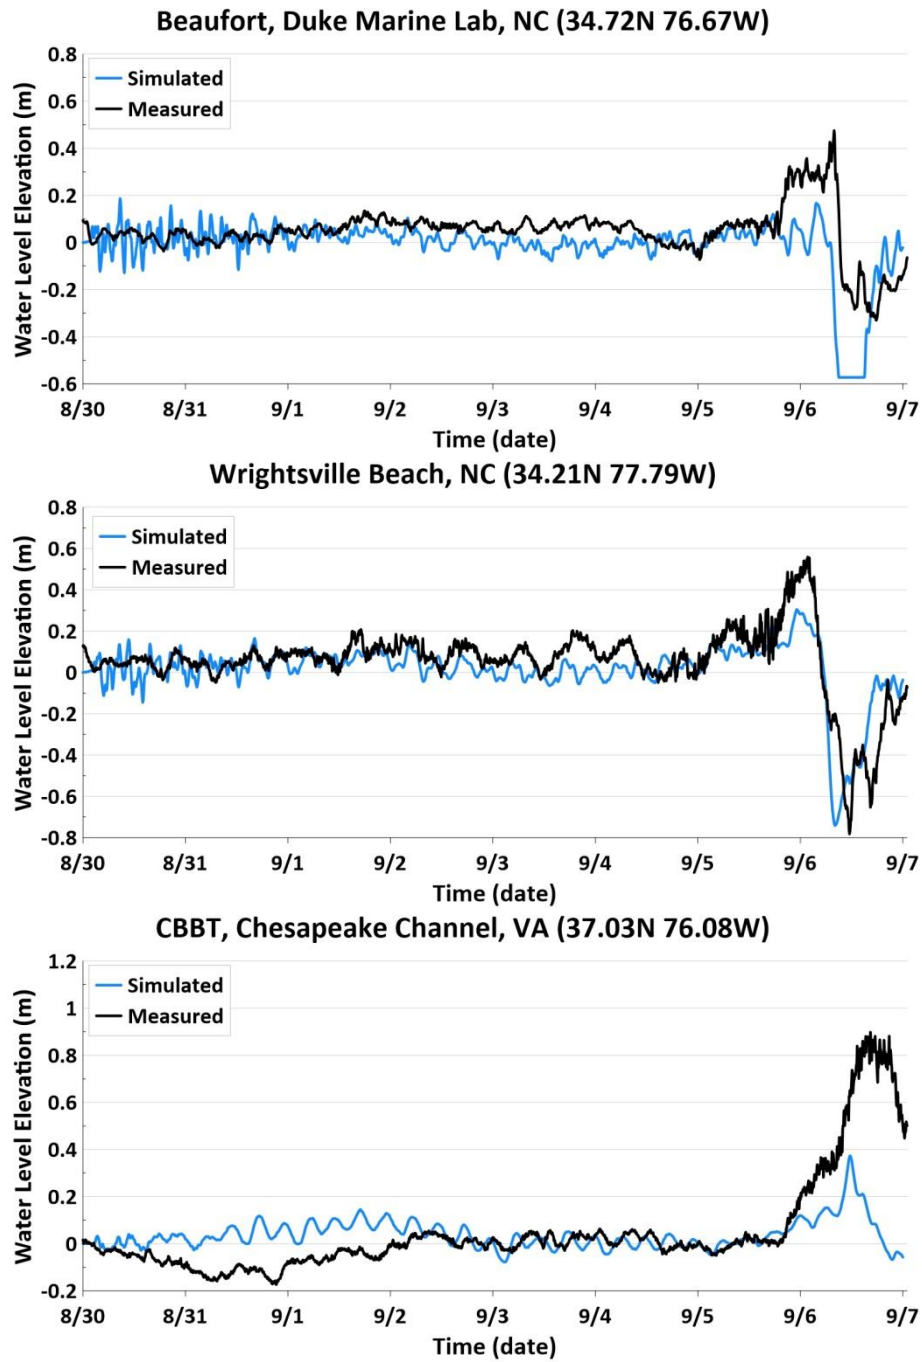 Beaufort, Duke Marine Lab, NC (34.72N 76.67W)
Water Level Elevation (m)
0.8
0.6
0.4
0.2
0
-0.2
-0.4
-0.6
Simulated
Measured
8/30 8/31 9/1 9/2 9/3 9/4 9/5 9/6 9/7
Time (date)
Wrightsville Beach, NC (34.21N 77.79W)
Water Level Elevation (m)
0.8
0.6
0.4
0.2
0
-0.2
-0.4
-0.6
-0.8
Simulated
Measured
8/30 8/31 9/1 9/2 9/3 9/4 9/5 9/6 9/7
Time (date)
CBBT, Chesapeake Channel, VA (37.03N 76.08W)
Water Level Elevation (m)
1.2
1
0.8
0.6
0.4
0.2
0
-0.2
Simulated
Measured
8/30 8/31 9/1 9/2 9/3 9/4 9/5 9/6 9/7
Time (date)